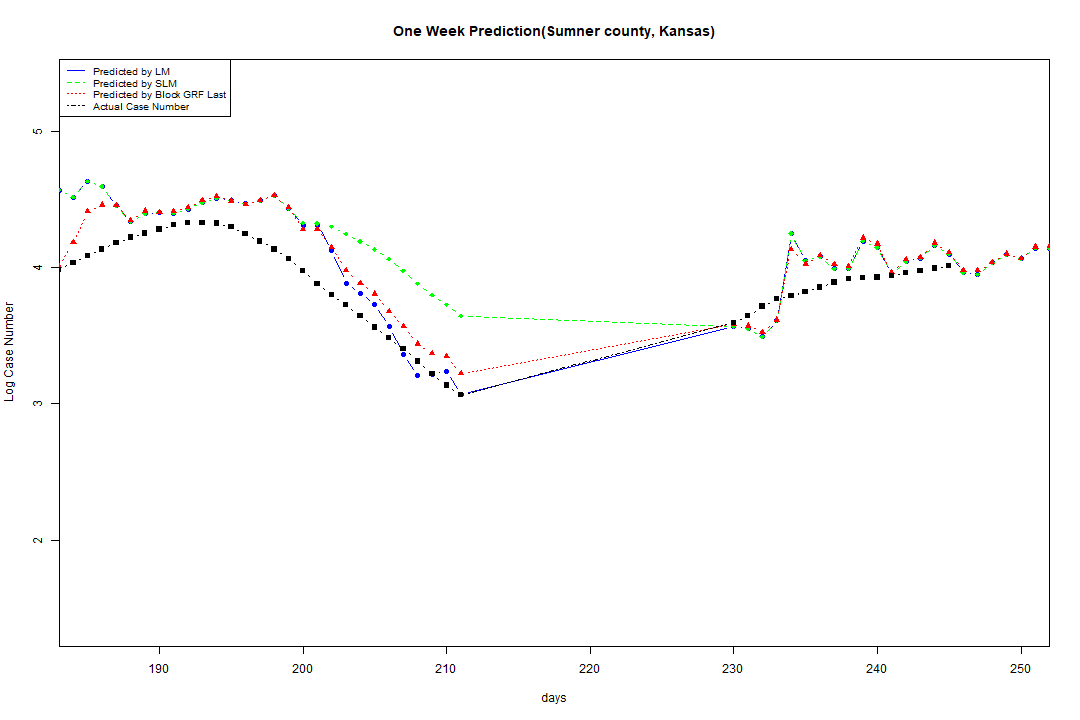 One Week Prediction(Sumner county, Kansas)
Predicted by LM
Predicted by SLM
Predicted by Block GRF Last
Actual Case Number
5
4
3
2
Log Case Number
190 200 210 220 230 240 250
days